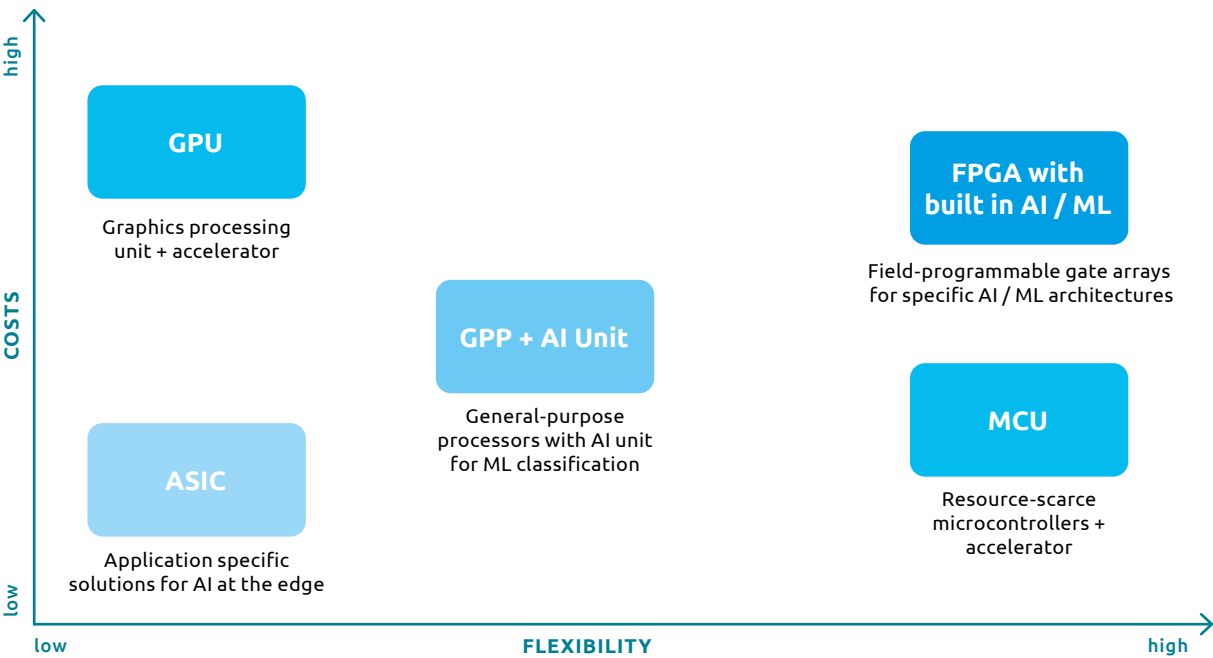 high
COSTS
low
GPU
Graphics processing
unit + accelerator
FPGA with
built in AI / ML
Field-programmable gate arrays
for specific AI / ML architectures
GPP + AI Unit
General-purpose
processors with AI unit
for ML classification
MCU
Resource-scarce
microcontrollers +
accelerator
ASIC
Application specific
solutions for AI at the edge
low
FLEXIBILITY
high